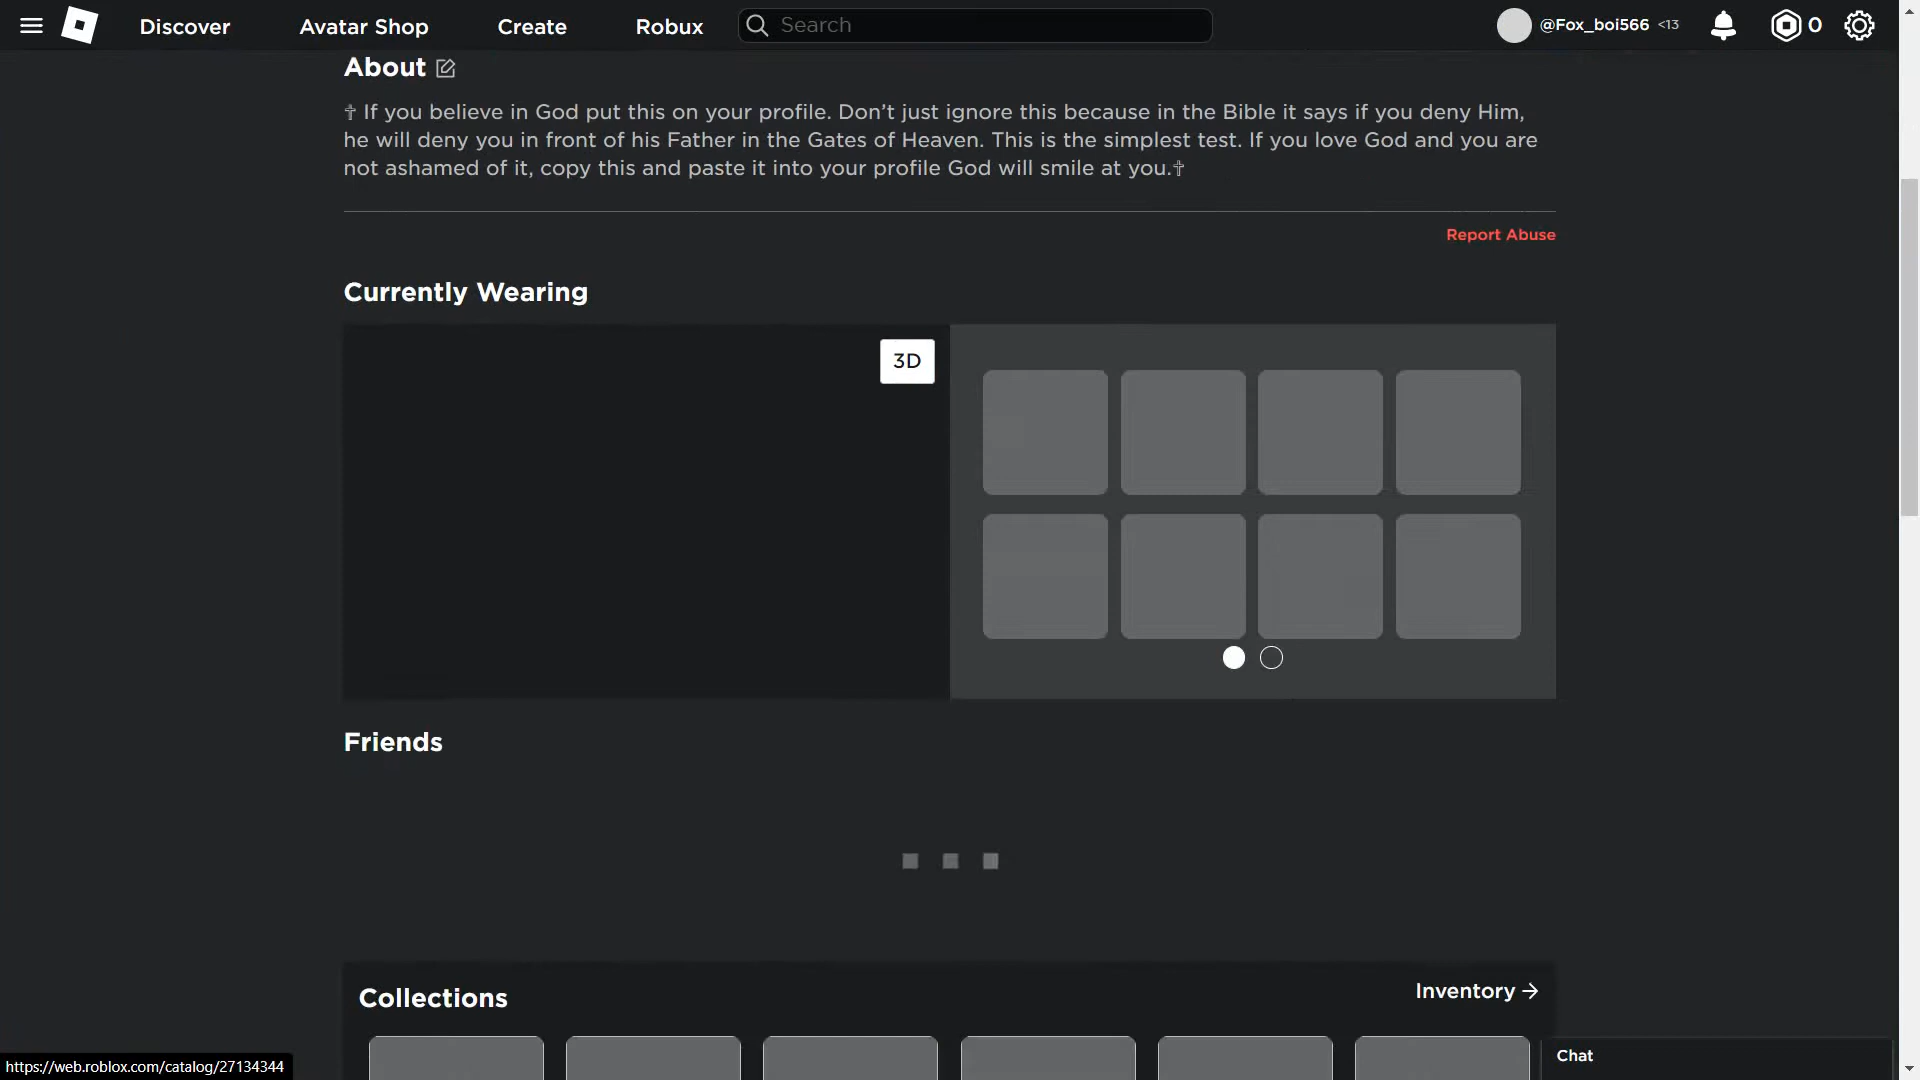 Discover
Avatar Shop
Create
Robux
Search
@Fox_boi566 <13
0
About
✞ If you believe in God put this on your profile. Don’t just ignore this because in the Bible it says if you deny Him,
he will deny you in front of his Father in the Gates of Heaven. This is the simplest test. If you love God and you are
not ashamed of it, copy this and paste it into your profile God will smile at you.✞
Report Abuse
Currently Wearing
3D
Friends
Collections
Inventory
Chat
https://web.roblox.com/catalog/27134344